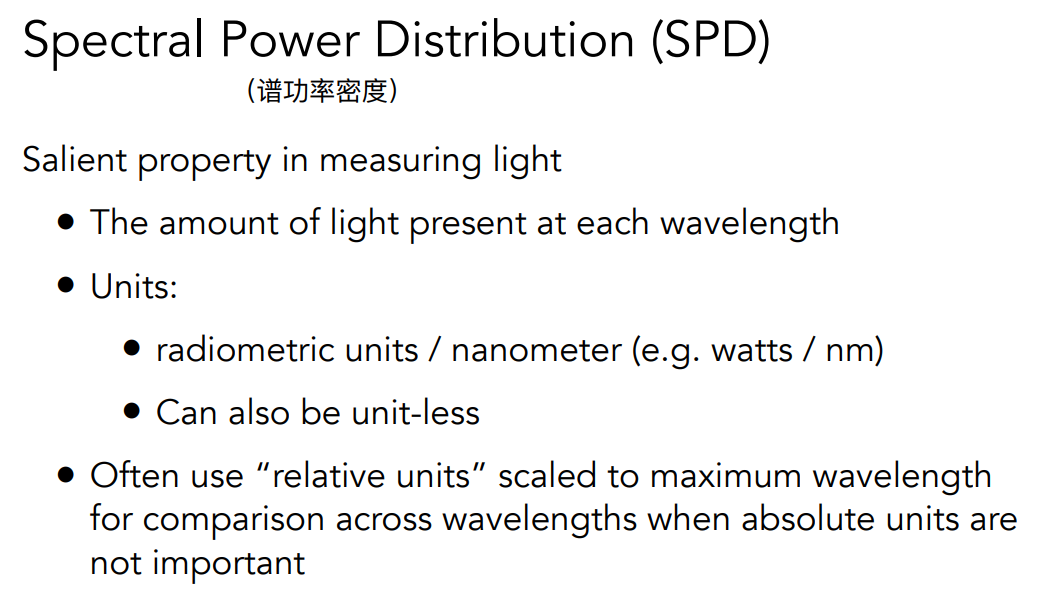 Spectral Power Distribution (SPD)
（谱功率密度）
Salient property in measuring light
● The amount of light present at each wavelength
● Units:
● radiometric units / nanometer (e.g. watts / nm)
● Can also be unit-less
● Often use “relative units” scaled to maximum wavelength
for comparison across wavelengths when absolute units are
not important